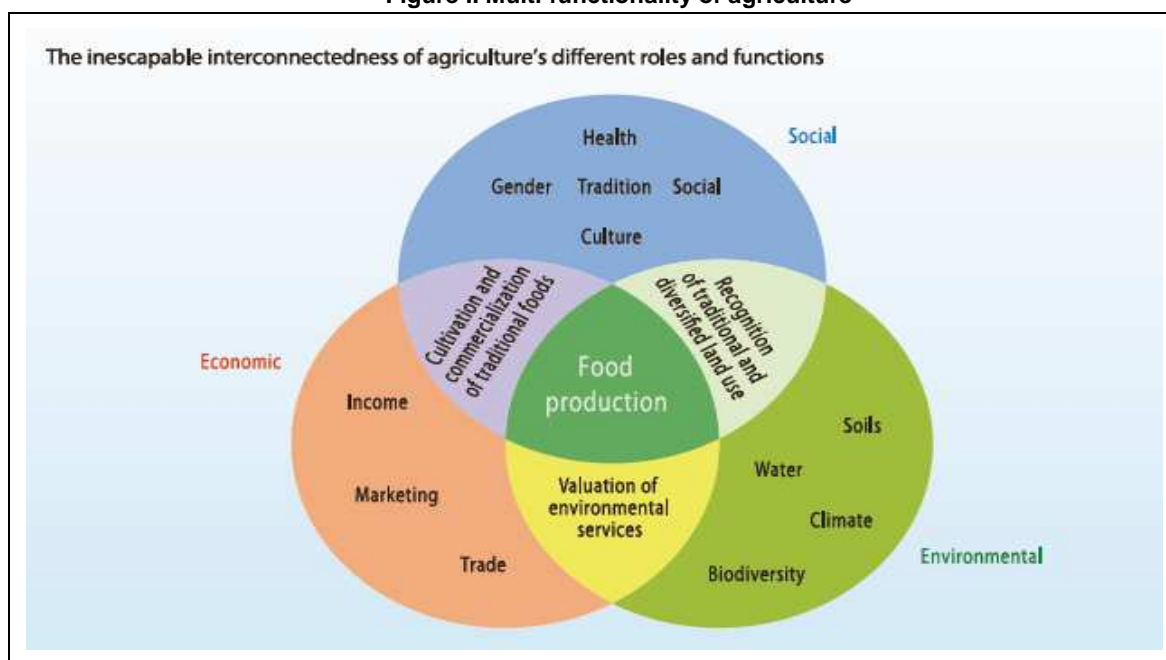 Figure I. Multi-functionality of agriculture
The inescapable interconnectedness of agriculture's different roles and functions
Social
Health
Gender Tradition Social
Culture
Cultivation and
commercialization
of traditional foods
Recognition
of traditional and
diversified land use
Economic
Food
production
Income
Marketing
Trade
Valuation of
environmental
services
Soils
Water
Climate
Biodiversity
Environmental